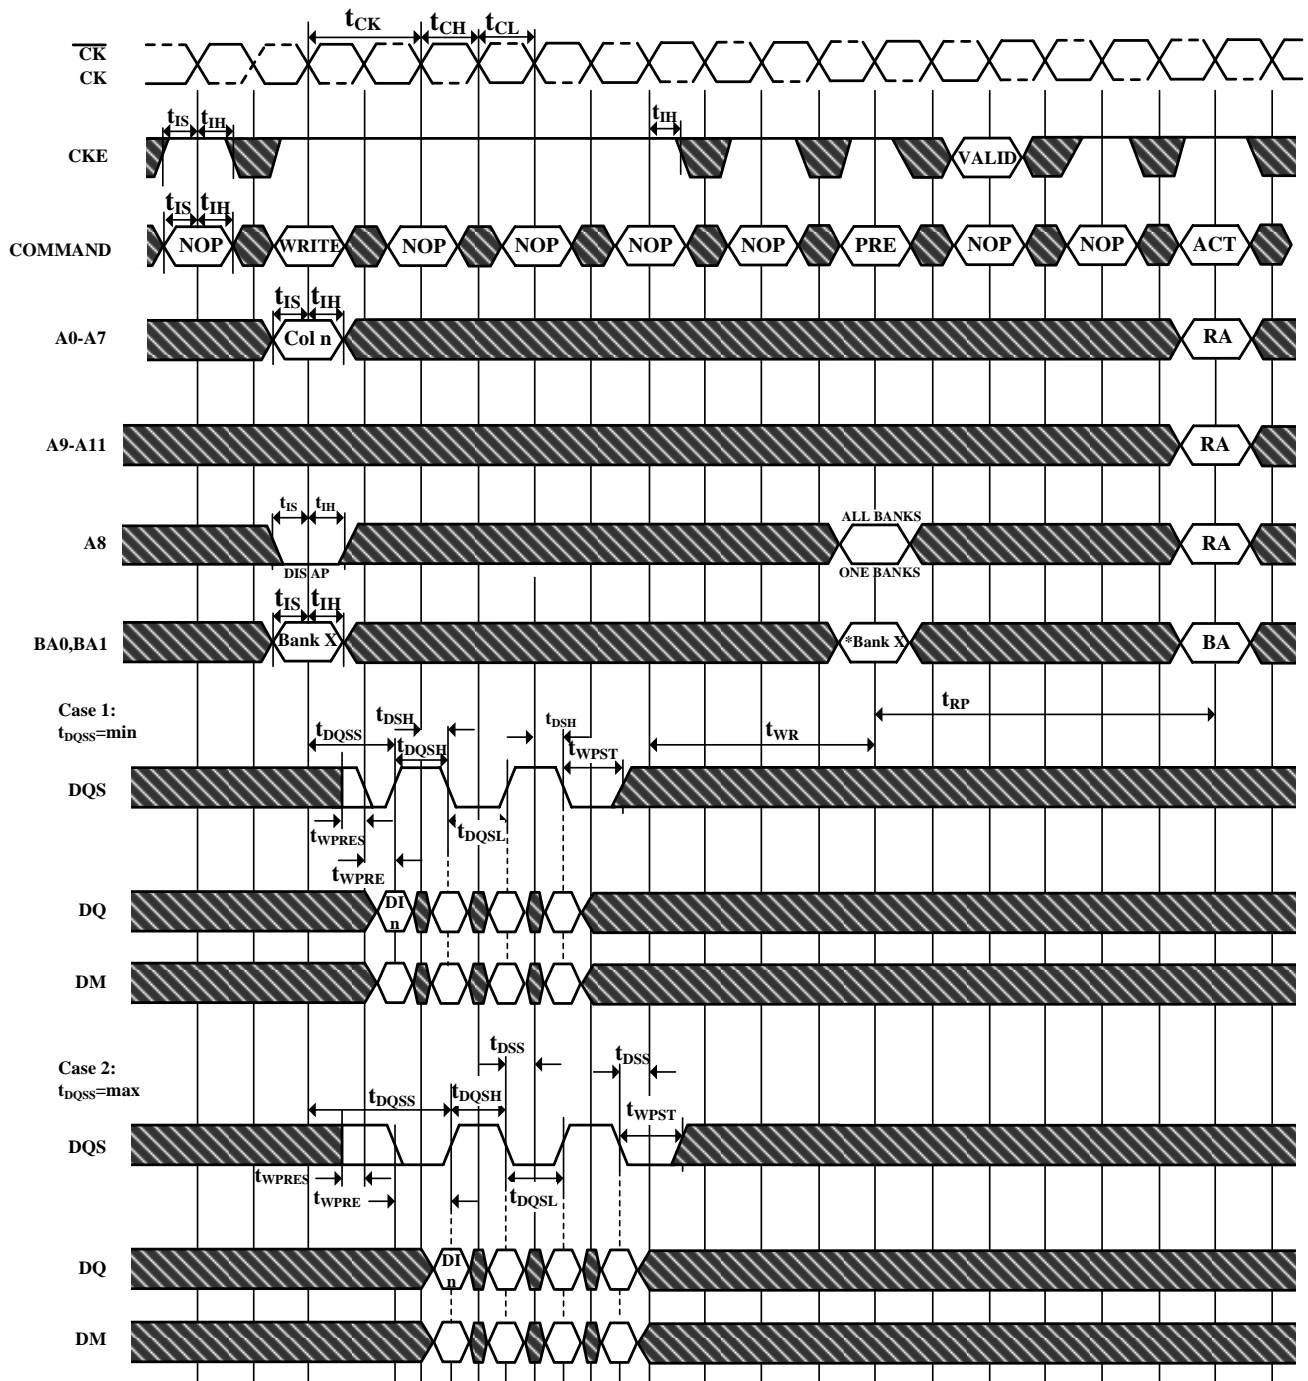 tCK tCH tCL
CK
CK
tIS tIH tIH
CKE VALID
tIS tIH
COMMAND NOP WRITE NOP NOP NOP NOP PRE NOP NOP ACT
tIS tIH
A0-A7 Col n RA
A9-A11 RA
tIS tIH ALL BANKS
A8 RA
DIS AP ONE BANKS
tIS tIH
BA0,BA1 Bank X *Bank X BA
Case 1:
tDQSS=min
tDQSS tDSH tDQSH tDSH tWPST tWR tRP
DQS
tWPRES tDQSL
tWPRE
DQ DI n
DM
Case 2:
tDQSS=max
tDSS tDSS
tDQSS tDQSH tWPST
DQS
tWPRES tWPRE tDQSL
DQ DI n
DM